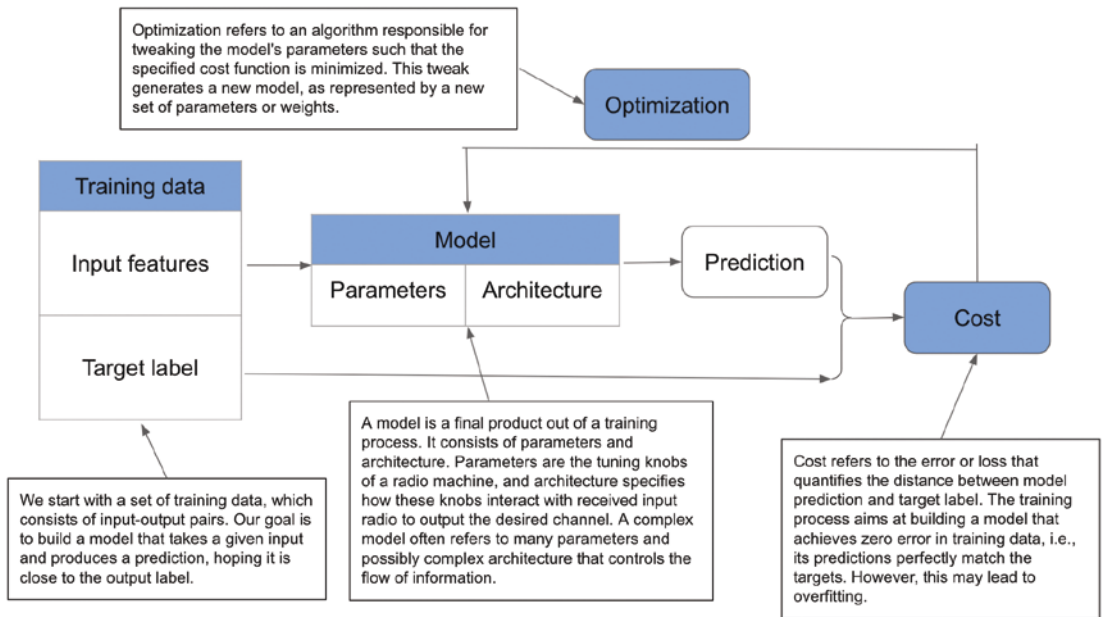 Optimization refers to an algorithm responsible for
tweaking the model's parameters such that the
specified cost function is minimized. This tweak
generates a new model, as represented by a new
set of parameters or weights.
Optimization
Training data
Input features
Target label
Model
Parameters
Architecture
Prediction
Cost
We start with a set of training data, which
consists of input-output pairs. Our goal is
to build a model that takes a given input
and produces a prediction, hoping it is
close to the output label.
A model is a final product out of a training
process. It consists of parameters and
architecture. Parameters are the tuning knobs
of a radio machine, and architecture specifies
how these knobs interact with received input
radio to output the desired channel. A complex
model often refers to many parameters and
possibly complex architecture that controls the
flow of information.
Cost refers to the error or loss that
quantifies the distance between model
prediction and target label. The training
process aims at building a model that
achieves zero error in training data, i.e.,
its predictions perfectly match the
targets. However, this may lead to
overfitting.